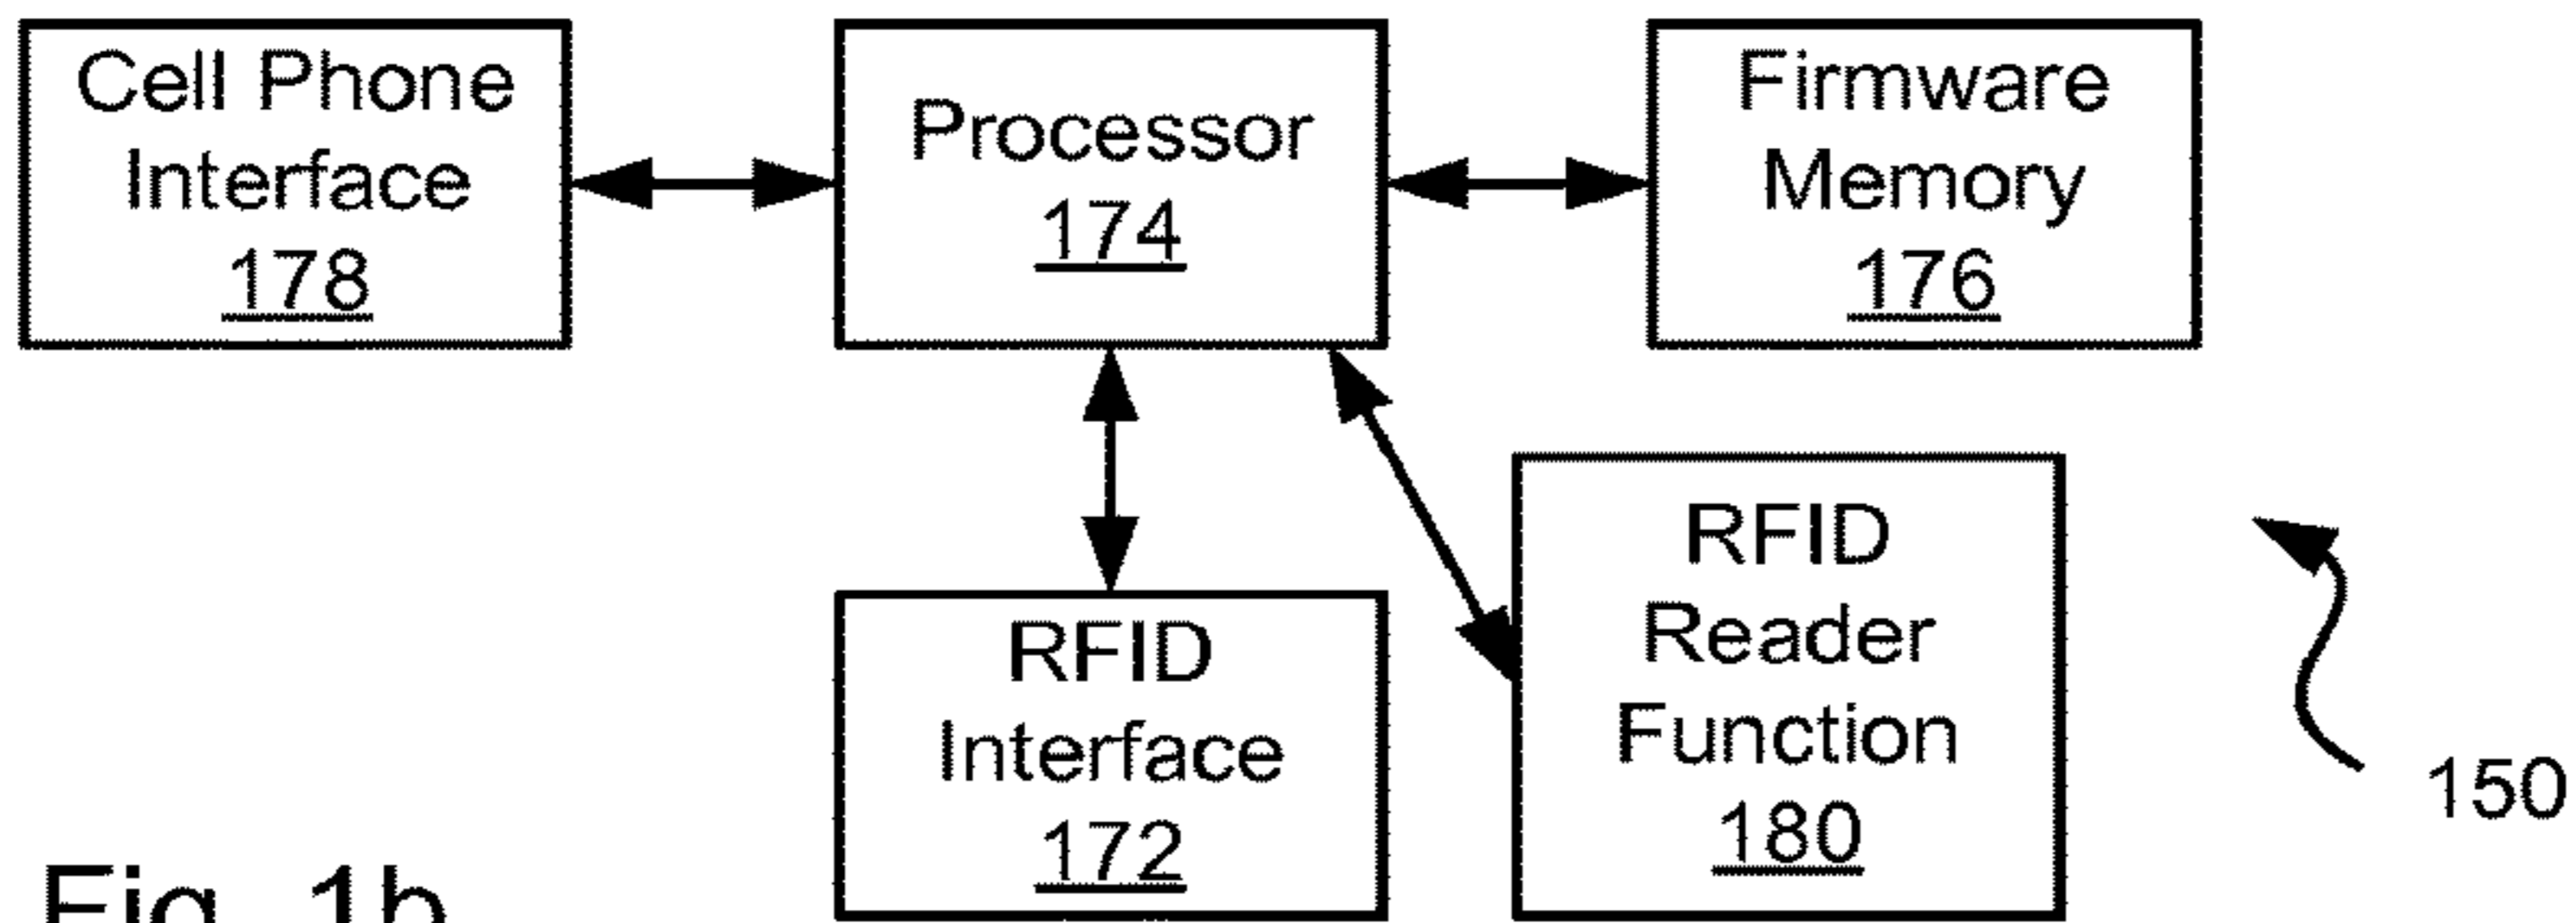 Cell Phone
Interface
178
Processor
174
Firmware
Memory
176
RFID
Interface
172
RFID
Reader
Function
180
150
Fig. 1b